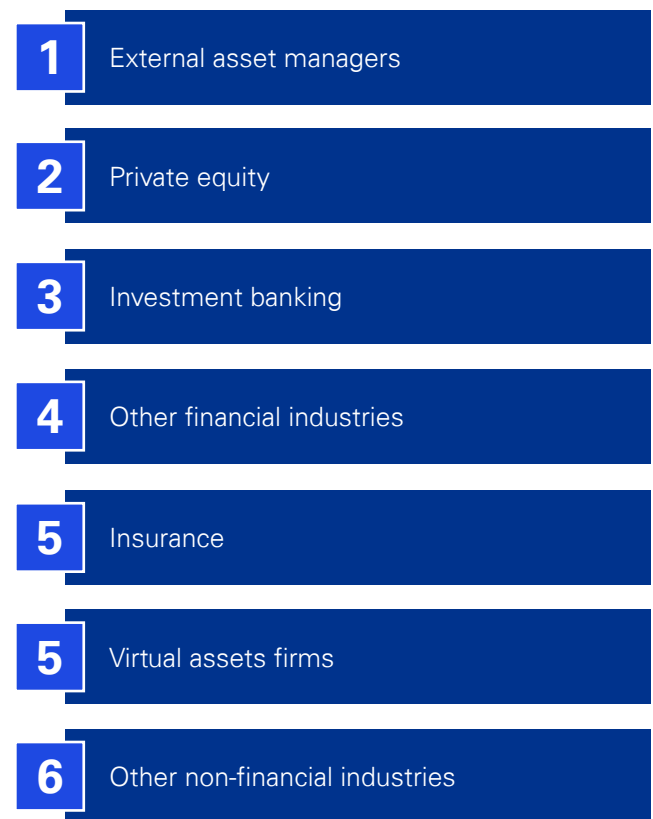 1 External asset managers
2 Private equity
3 Investment banking
4 Other financial industries
5 Insurance
5 Virtual assets firms
6 Other non-financial industries